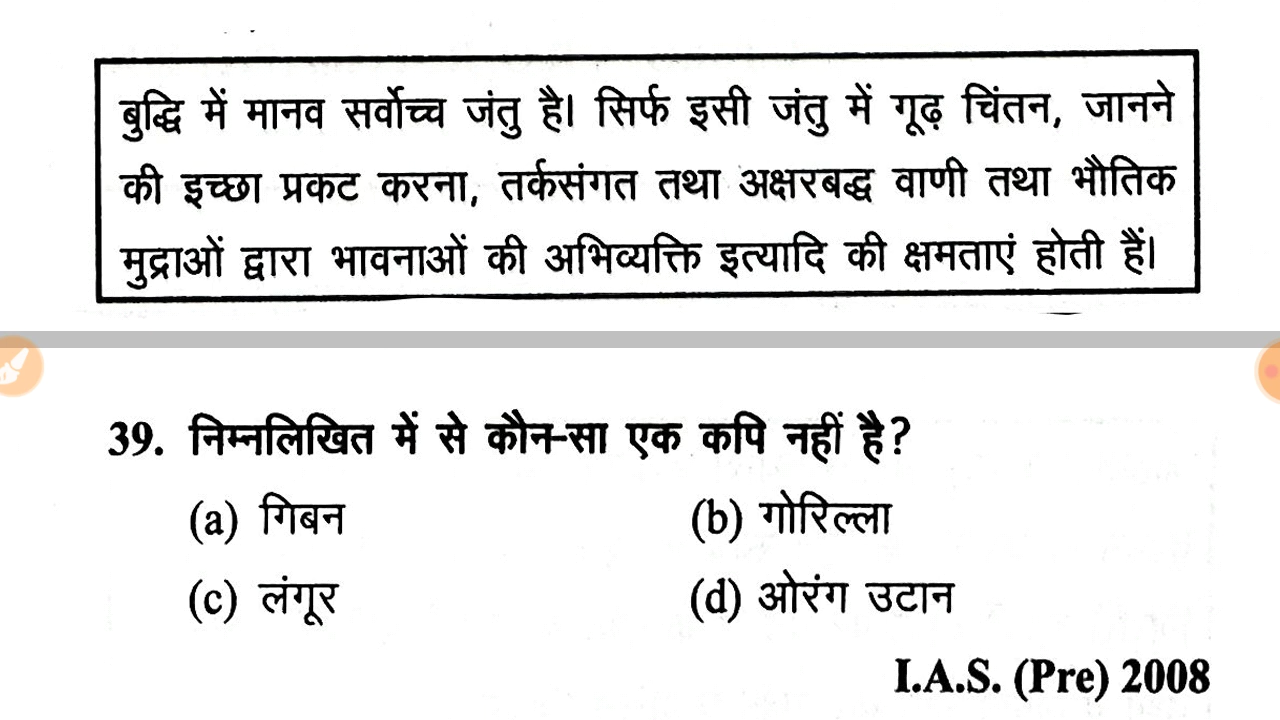 बुद्धि में मानव सर्वोच्च जंतु है। सिर्फ इसी जंतु में गूढ़ चिंतन, जानने
की इच्छा प्रकट करना, तर्कसंगत तथा अक्षरबद्ध वाणी तथा भौतिक
मुद्राओं द्वारा भावनाओं की अभिव्यक्ति इत्यादि की क्षमताएं होती हैं।
39. निम्नलिखित में से कौन-सा एक कपि नहीं है?
(a) गिबन (b) गोरिल्ला
(c) लंगूर (d) ओरंग उटान
I.A.S. (Pre) 2008